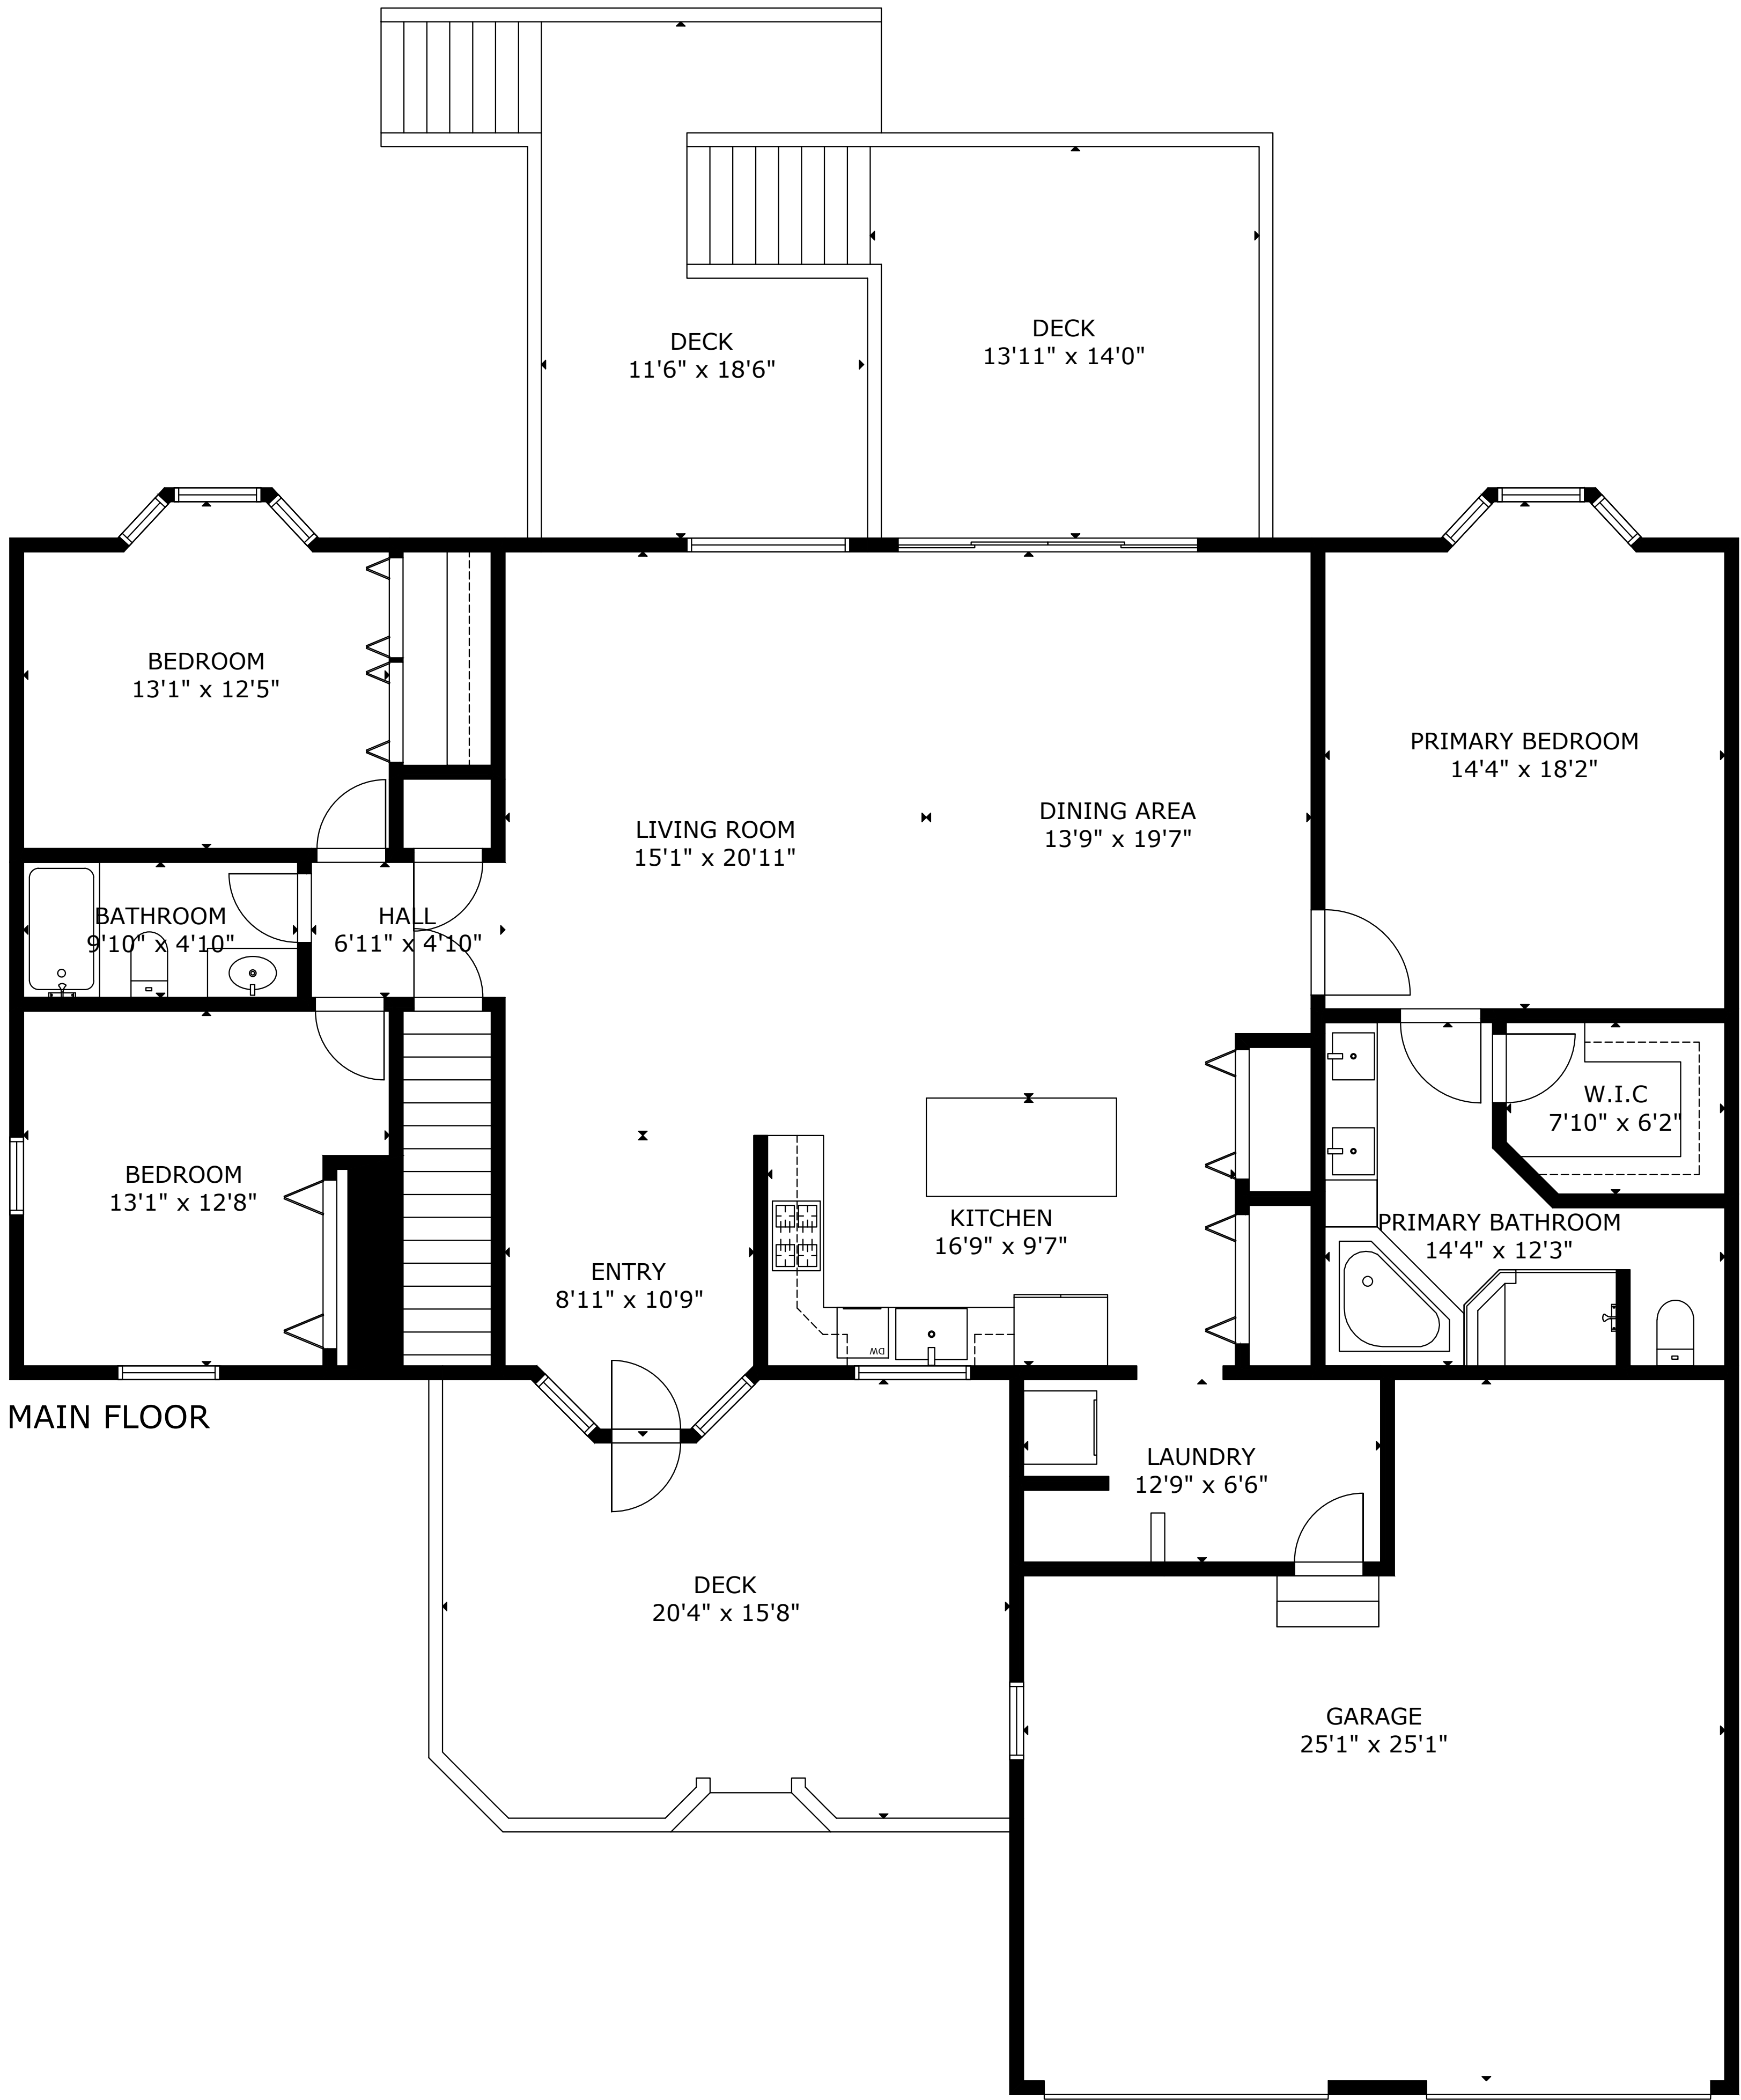 DECK
11'6" x 18'6"
DECK
13'11" x 14'0"
BEDROOM
13'1" x 12'5"
PRIMARY BEDROOM
14'4" x 18'2"
LIVING ROOM
15'1" x 20'11"
DINING AREA
13'9" x 19'7"
BATHROOM
9'10" x 4'10"
HALL
6'11" x 4'10"
W.I.C
7'10" x 6'2"
BEDROOM
13'1" x 12'8"
KITCHEN
16'9" x 9'7"
PRIMARY BATHROOM
14'4" x 12'3"
ENTRY
8'11" x 10'9"
DW
MAIN FLOOR
LAUNDRY
12'9" x 6'6"
DECK
20'4" x 15'8"
GARAGE
25'1" x 25'1"